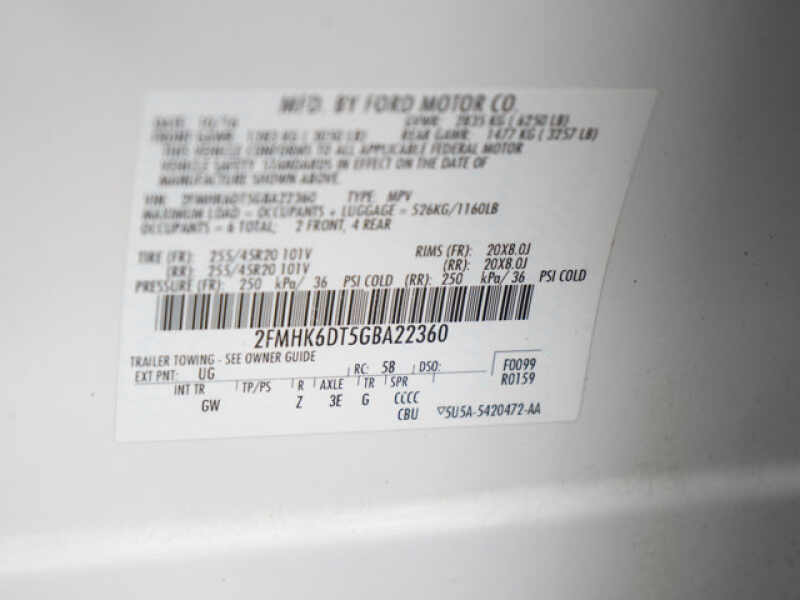 MFD. BY FORD MOTOR CO.
GVWR: 2835 KG ( 6250 LB)
REAR GAWR: 1477 KG ( 3257 LB)
THIS VEHICLE CONFORMS TO ALL APPLICABLE FEDERAL MOTOR
VEHICLE SAFETY STANDARDS IN EFFECT ON THE DATE OF
MANUFACTURE SHOWN ABOVE.
VIN: 2FMHK6DT5GBA22360 TYPE: MPV
MAXIMUM LOAD = OCCUPANTS + LUGGAGE = 526KG/1160LB
OCCUPANTS = 6 TOTAL, 2 FRONT, 4 REAR
TIRE (FR): 255/45R20 101V RIMS (FR): 20X8.0J
(RR): 255/45R20 101V (RR): 20X8.0J
PRESSURE (FR): 250 kPa/ 36 PSI COLD (RR): 250 kPa/ 36 PSI COLD
2FMHK6DT5GBA22360
TRAILER TOWING - SEE OWNER GUIDE
EXT PNT: UG RC: 58 DSO: F0099
R0159
INT TR TP/PS R AXLE TR SPR
GW Z 3E G CCCC
CBU ▽5U5A-5420472-AA